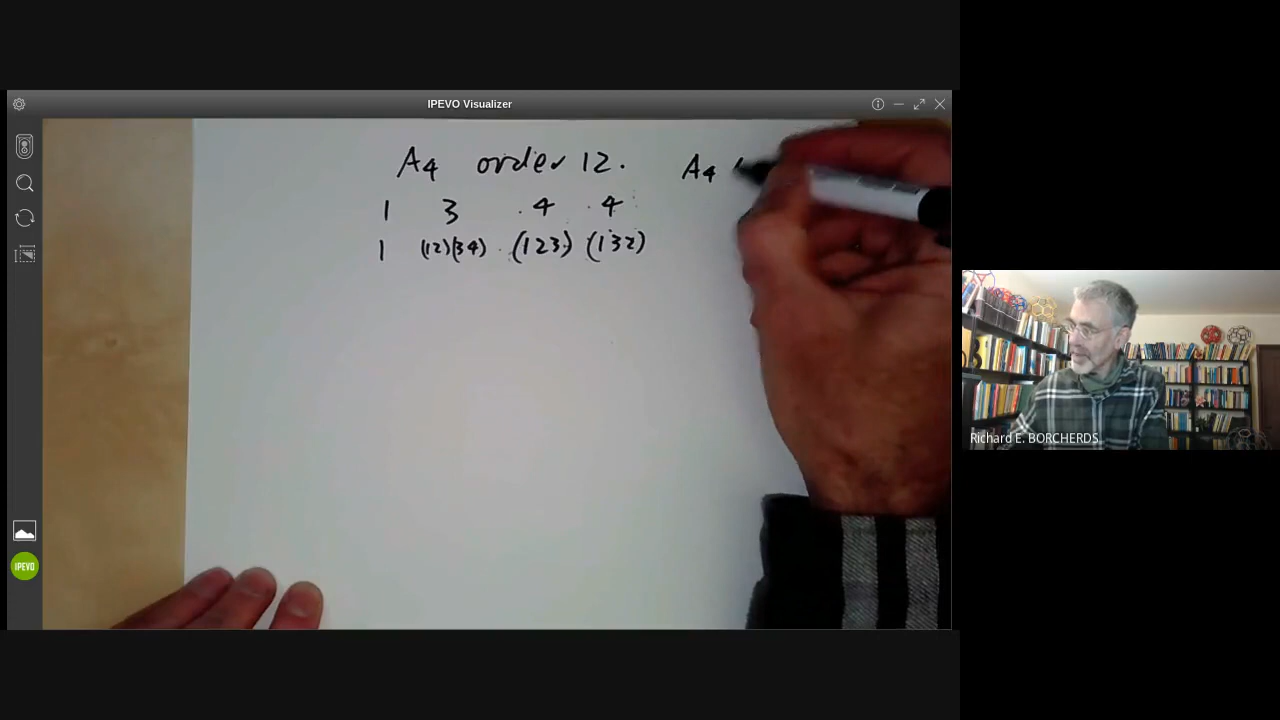 IPEVO Visualizer
A4 order 12. A4
1 3 4 4
1 (12)(34) (123) (132)
IPEVO
Richard E. BORCHERDS